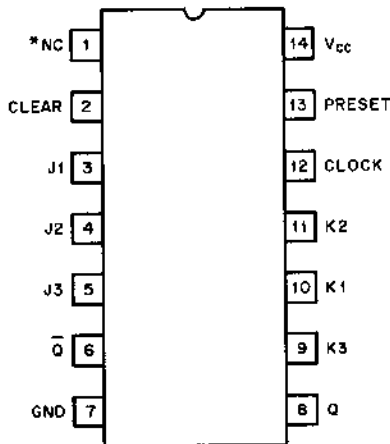 *NC 1 14 Vcc
CLEAR 2 13 PRESET
J1 3 12 CLOCK
J2 4 11 K2
J3 5 10 K1
Q̅ 6 9 K3
GND 7 8 Q